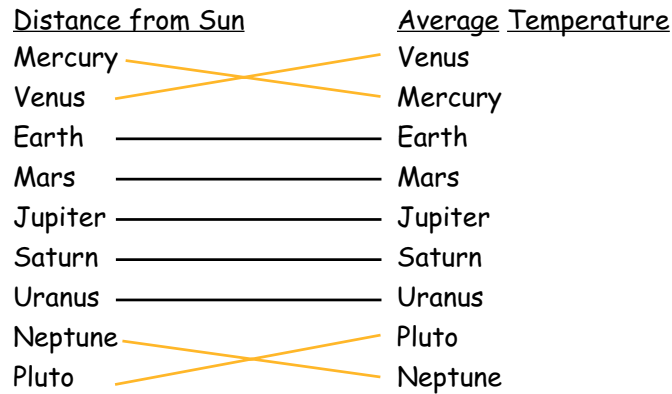 Distance from Sun Average Temperature
Mercury Venus
Venus Mercury
Earth Earth
Mars Mars
Jupiter Jupiter
Saturn Saturn
Uranus Uranus
Neptune Pluto
Pluto Neptune